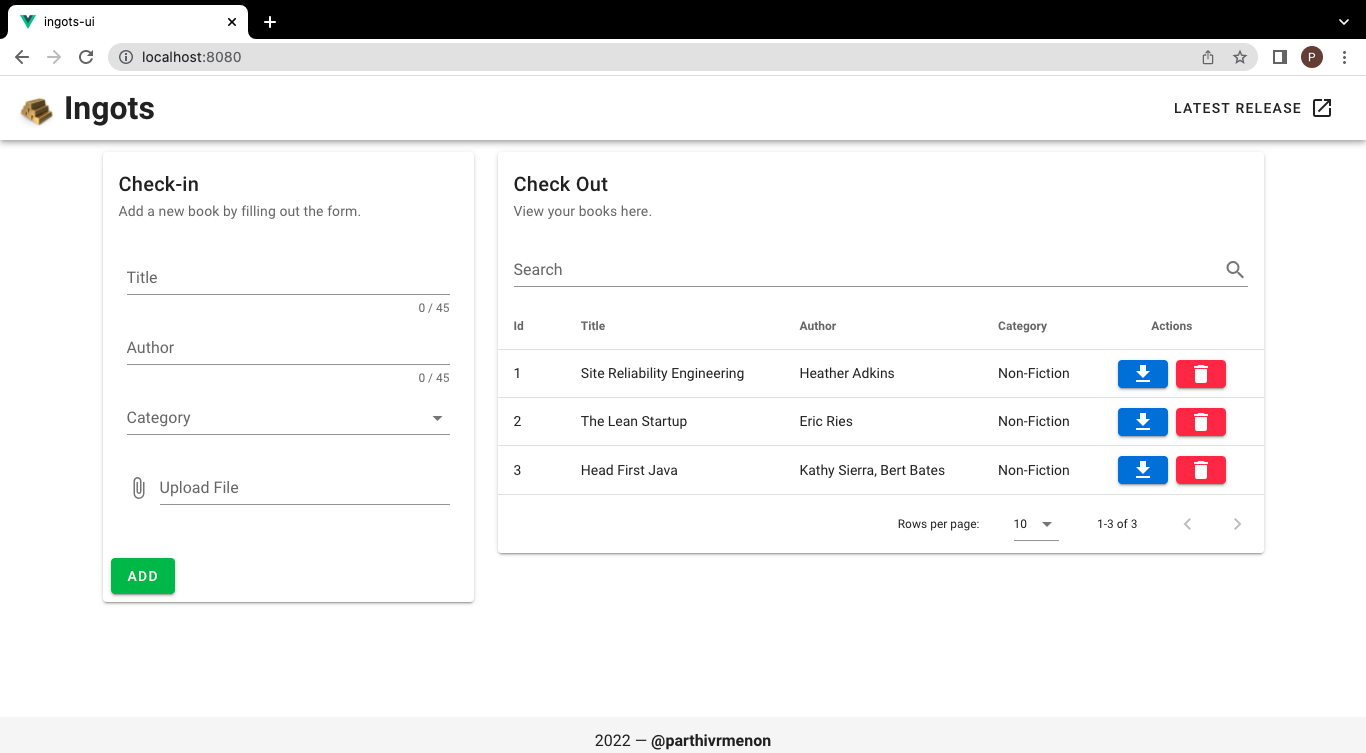 ingots-ui
localhost:8080
P
Ingots
LATEST RELEASE
Check-in
Add a new book by filling out the form.
Title
0 / 45
Author
0 / 45
Category
Upload File
ADD
Check Out
View your books here.
Search
Id Title Author Category Actions
1 Site Reliability Engineering Heather Adkins Non-Fiction
2 The Lean Startup Eric Ries Non-Fiction
3 Head First Java Kathy Sierra, Bert Bates Non-Fiction
Rows per page: 10 1-3 of 3
2022 — @parthivrmenon